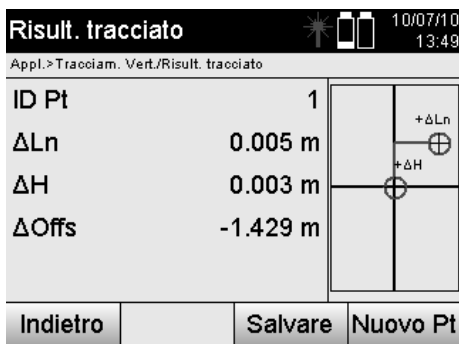 Risult. tracciato
10/07/10
13:49
Appl.>Tracciam. Vert./Risult. tracciato
ID Pt 1
ΔLn 0.005 m
ΔH 0.003 m
ΔOffs -1.429 m
+ΔLn
+ΔH
Indietro Salvare Nuovo Pt